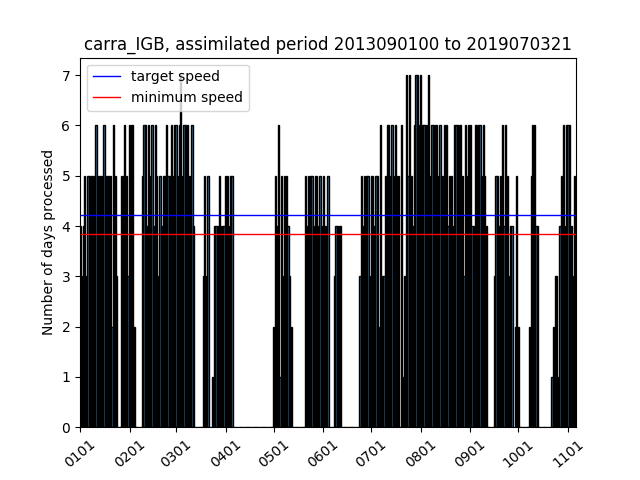 carra_IGB, assimilated period 2013090100 to 2019070321
target speed
minimum speed
Number of days processed
7
6
5
4
3
2
1
0
0101 0201 0301 0401 0501 0601 0701 0801 0901 1001 1101